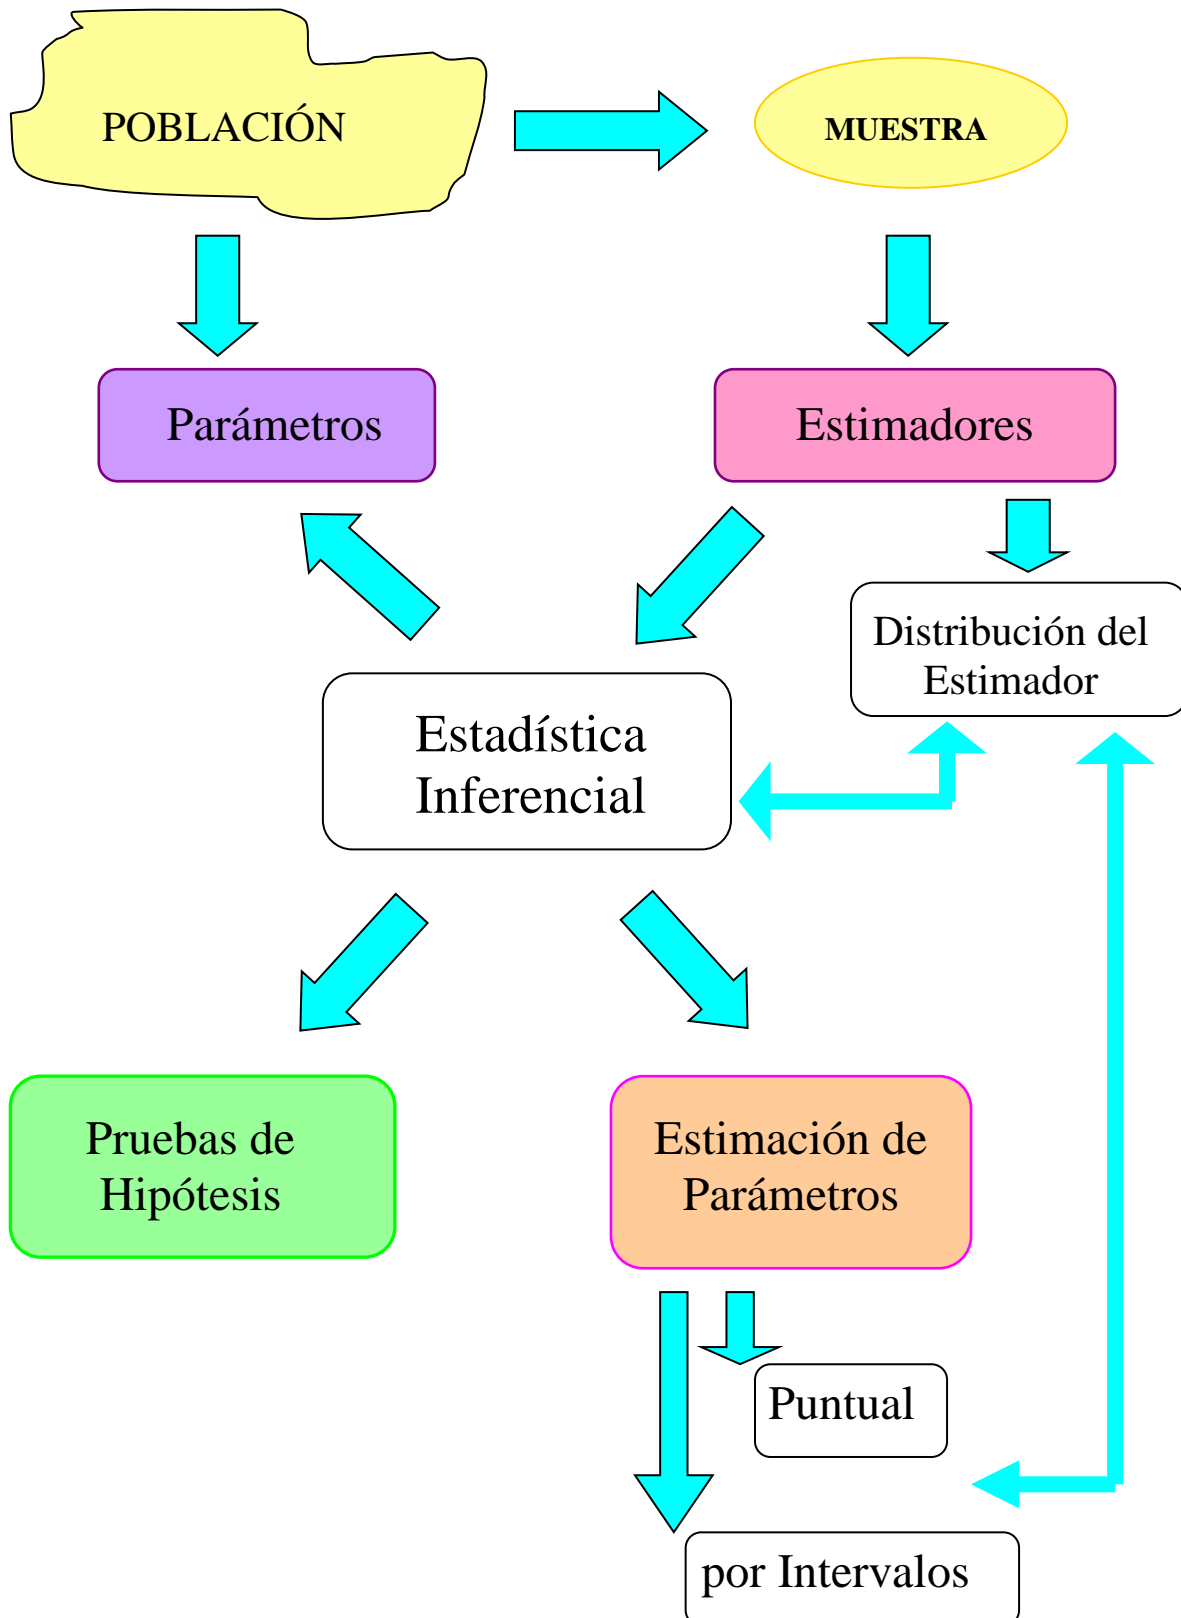 POBLACIÓN
MUESTRA
Parámetros
Estimadores
Distribución del
Estimador
Estadística
Inferencial
Pruebas de
Hipótesis
Estimación de
Parámetros
Puntual
por Intervalos